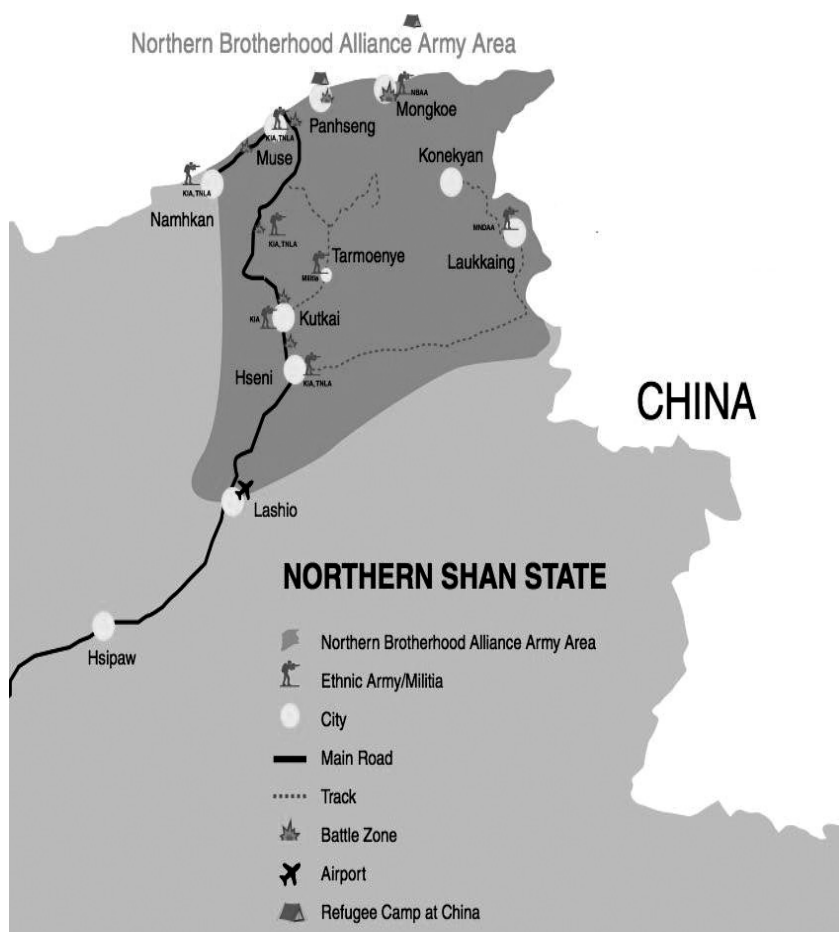 Northern Brotherhood Alliance Army Area
NBAA
Mongkoe
Panhseng
KIA, TNLA
Muse
Konekyan
KIA, TNLA
Namhkan
MNDAA
Laukkaing
KIA, TNLA
Tarmoenye
Militia
KIA
Kutkai
Hseni
KIA, TNLA
CHINA
Lashio
NORTHERN SHAN STATE
Northern Brotherhood Alliance Army Area
Ethnic Army/Militia
City
Main Road
Track
Battle Zone
Airport
Refugee Camp at China
Hsipaw